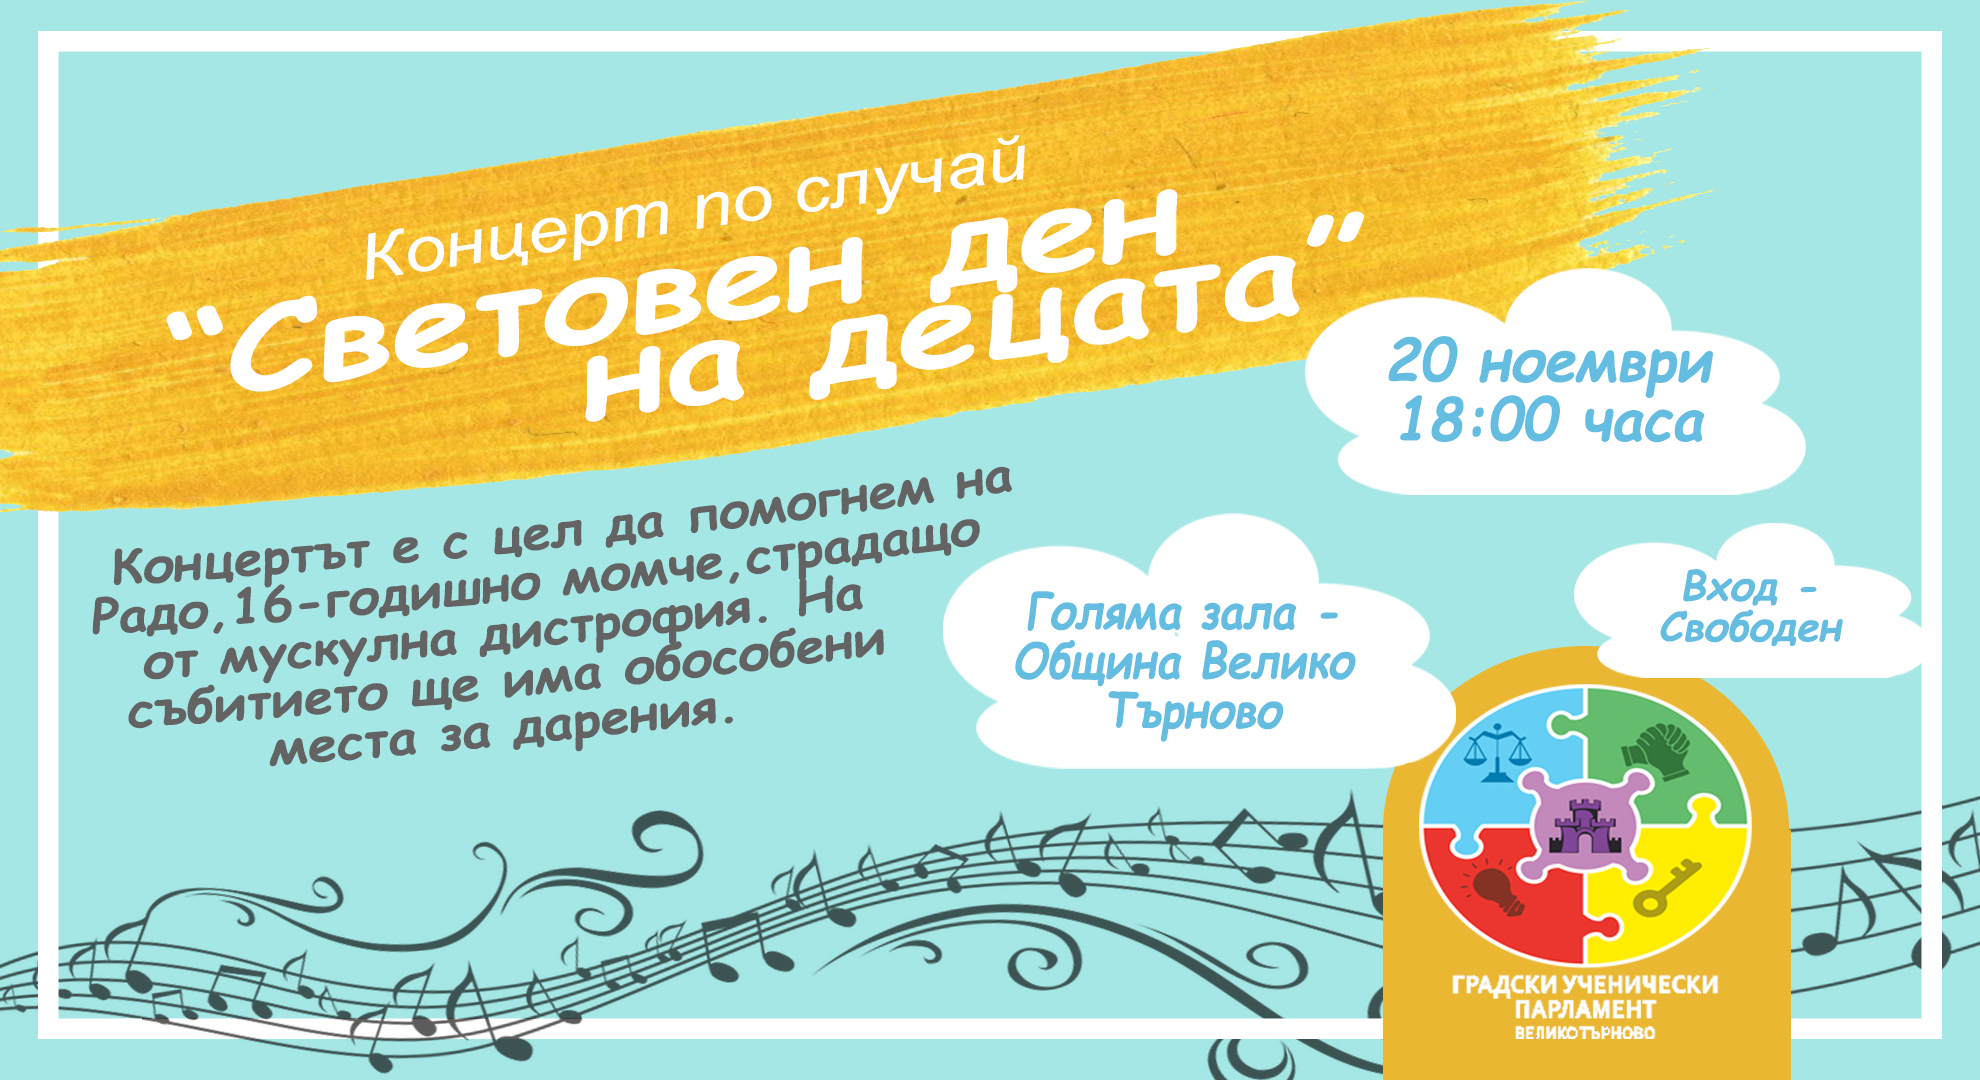 Концерт по случай
“Световен ден
на децата”
20 ноември
18:00 часа
Концертът е с цел да помогнем на
Радо,16-годишно момче,страдащо
от мускулна дистрофия. На
събитието ще има обособени
места за дарения.
Голяма зала -
Община Велико
Търново
Вход -
Свободен
ГРАДСКИ УЧЕНИЧЕСКИ
ПАРЛАМЕНТ
ВЕЛИКО ТЪРНОВО